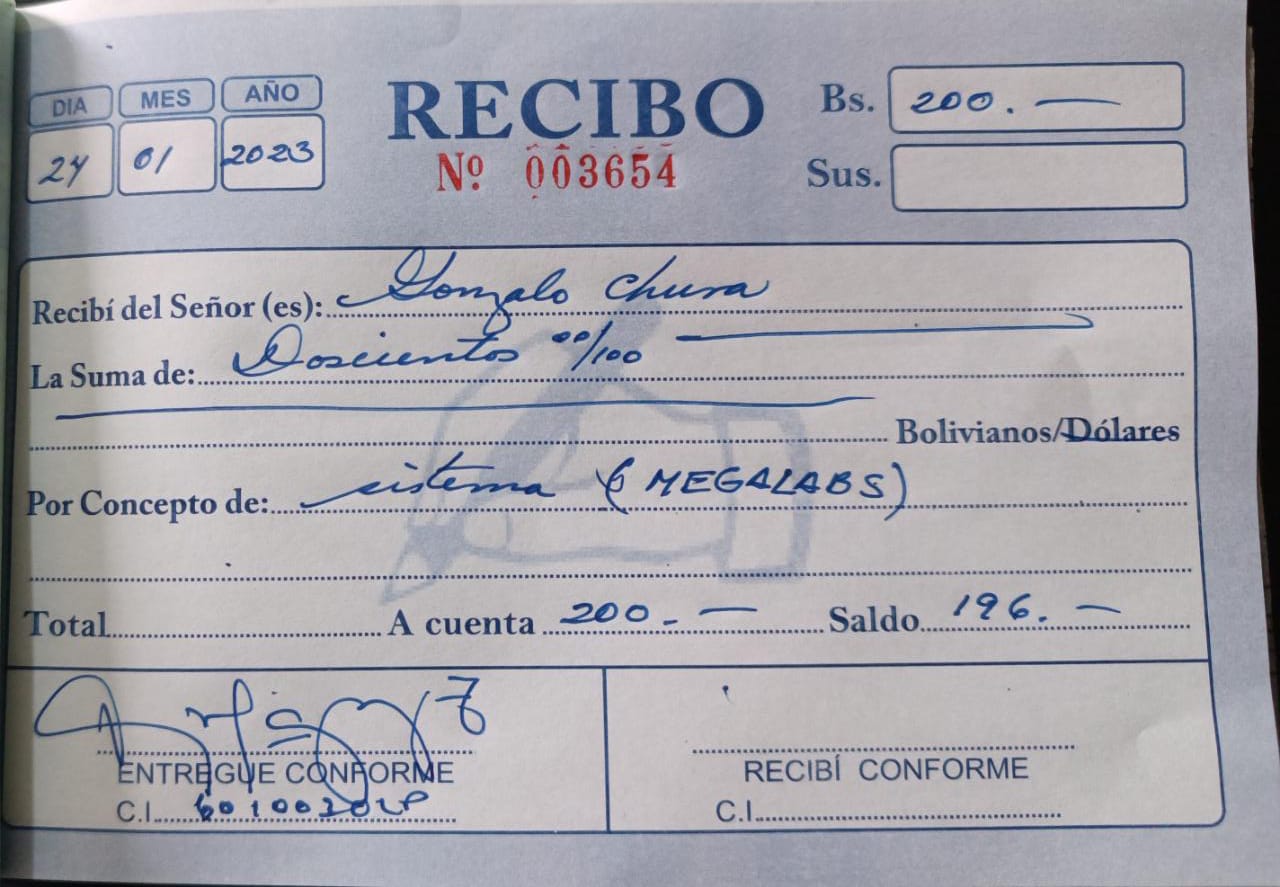 DIA MES AÑO
24 01 2023
RECIBO
Nº 003654
Bs. 200.—
Sus.
Recibí del Señor (es): Gonzalo Chura
La Suma de: Doscientos 00/100
Bolivianos/Dólares
Por Concepto de: sistema (6 MEGALABS)
Total A cuenta 200.— Saldo 196.—
ENTREGUE CONFORME
C.I.
RECIBÍ CONFORME
C.I.